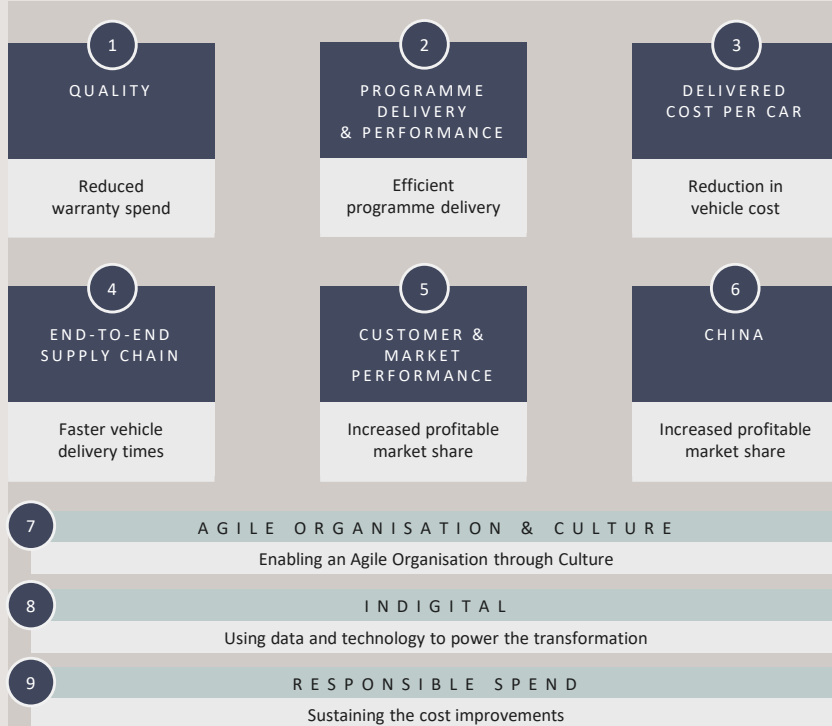 1
QUALITY
Reduced
warranty spend
2
PROGRAMME
DELIVERY
& PERFORMANCE
Efficient
programme delivery
3
DELIVERED
COST PER CAR
Reduction in
vehicle cost
4
END-TO-END
SUPPLY CHAIN
Faster vehicle
delivery times
5
CUSTOMER &
MARKET
PERFORMANCE
Increased profitable
market share
6
CHINA
Increased profitable
market share
7
AGILE ORGANISATION & CULTURE
Enabling an Agile Organisation through Culture
8
INDIGITAL
Using data and technology to power the transformation
9
RESPONSIBLE SPEND
Sustaining the cost improvements